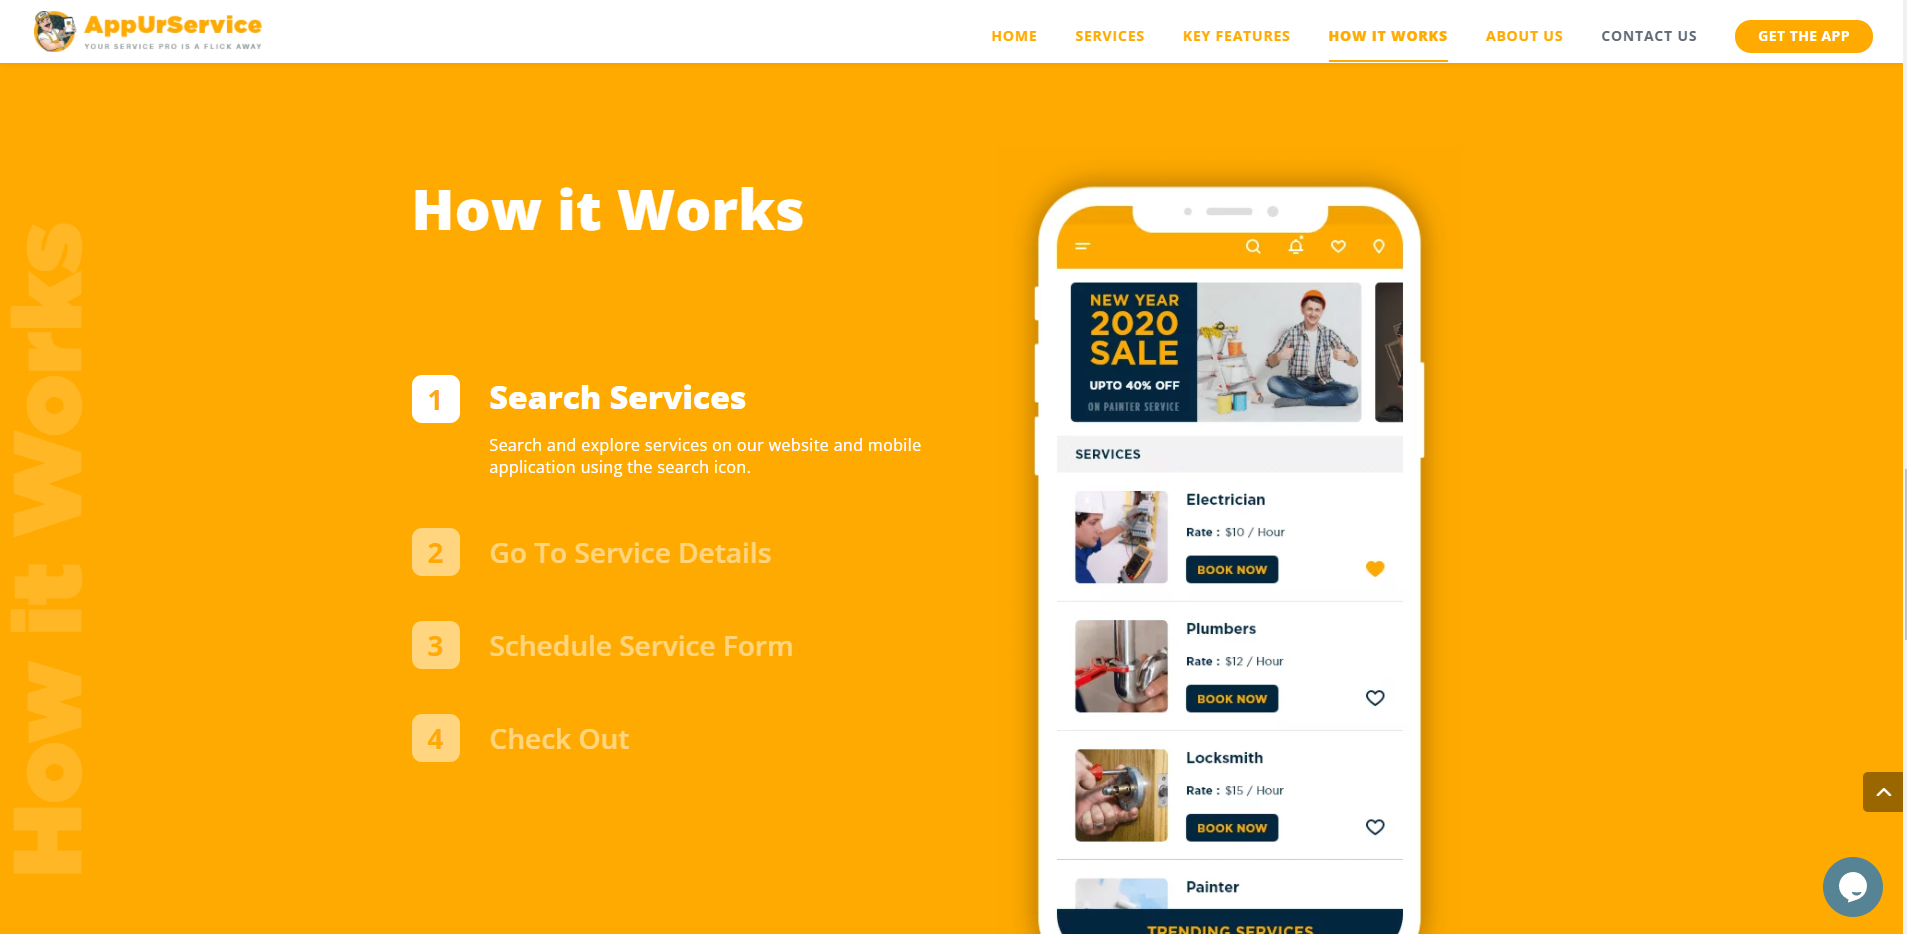 AppUrService
YOUR SERVICE PRO IS A FLICK AWAY
HOME
SERVICES
KEY FEATURES
HOW IT WORKS
ABOUT US
CONTACT US
GET THE APP
How it Works
How it Works
1
Search Services
Search and explore services on our website and mobile
application using the search icon.
2
Go To Service Details
3
Schedule Service Form
4
Check Out
NEW YEAR
2020
SALE
UPTO 40% OFF
ON PAINTER SERVICE
SERVICES
Electrician
Rate : $10 / Hour
BOOK NOW
Plumbers
Rate : $12 / Hour
BOOK NOW
Locksmith
Rate : $15 / Hour
BOOK NOW
Painter
TRENDING SERVICES